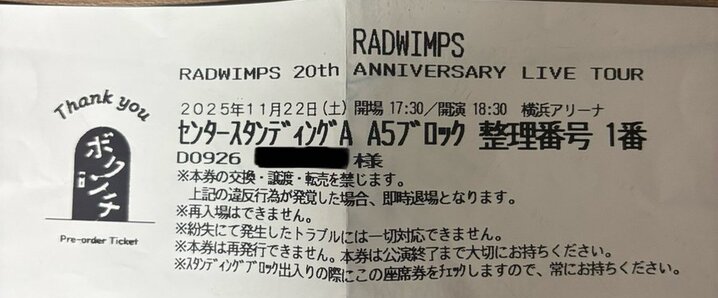 RADWIMPS
RADWIMPS 20th ANNIVERSARY LIVE TOUR
Thank you
ボクンチ
Pre-order Ticket
2025年11月22日(土) 開場 17:30/開演 18:30 横浜アリーナ
センタースタンディングA A5ブロック 整理番号 1番
D0926 様
※本券の交換・譲渡・転売を禁じます。
上記の違反行為が発覚した場合、即時退場となります。
※再入場はできません。
※紛失にて発生したトラブルには一切対応できません。
※本券は再発行できません。本券は公演終了まで大切にお持ちください。
※スタンディングブロック出入りの際にこの座席券をチェックしますので、常にお持ちください。